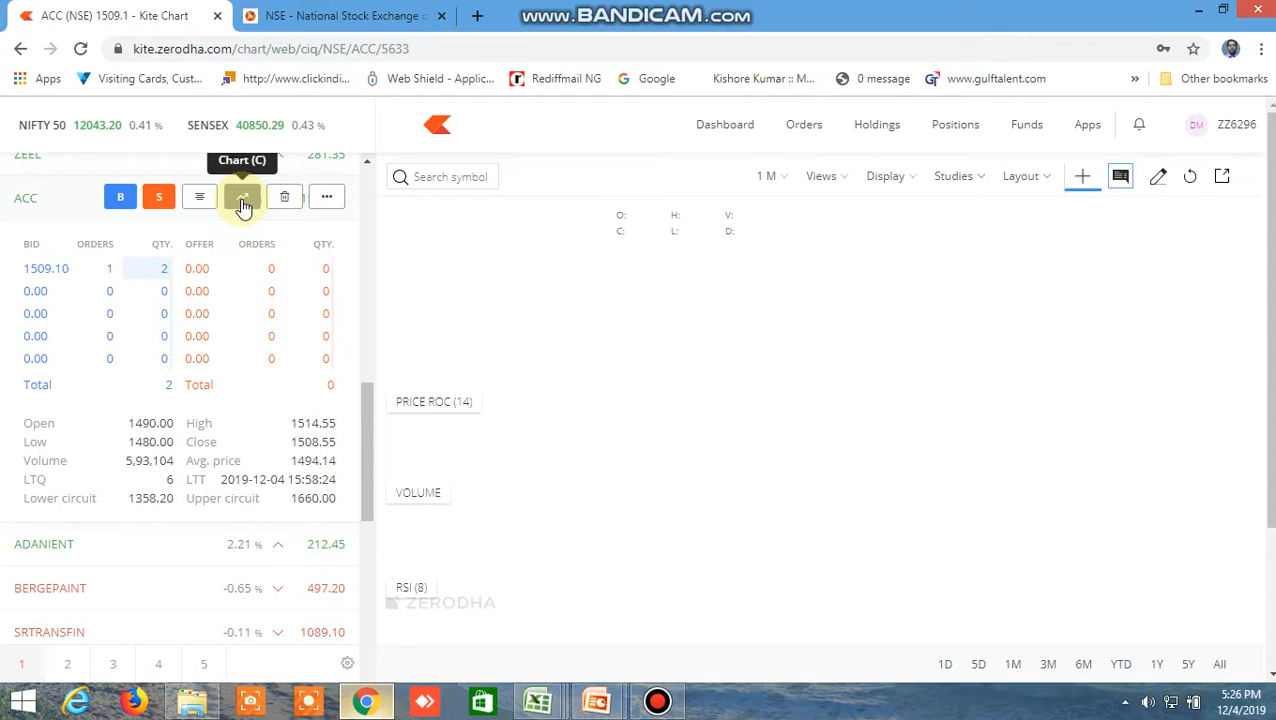 ACC (NSE) 1509.1 - Kite Chart
NSE - National Stock Exchange o
www.BANDICAM.com
kite.zerodha.com/chart/web/ciq/NSE/ACC/5633
Apps
Visiting Cards, Cust...
http://www.clickindi...
Web Shield - Applic...
Rediffmail NG
Google
Kishore Kumar :: M...
0 message
www.gulftalent.com
»
Other bookmarks
NIFTY 50 12043.20 0.41 %
SENSEX 40850.29 0.43 %
Dashboard
Orders
Holdings
Positions
Funds
Apps
DM
ZZ6296
ZEEL 281.35
Chart (C)
ACC B S
Search symbol
1 M
Views
Display
Studies
Layout
O: H: V:
C: L: D:
BID ORDERS QTY. OFFER ORDERS QTY.
1509.10 1 2 0.00 0 0
0.00 0 0 0.00 0 0
0.00 0 0 0.00 0 0
0.00 0 0 0.00 0 0
0.00 0 0 0.00 0 0
Total 2 Total 0
Open 1490.00 High 1514.55
Low 1480.00 Close 1508.55
Volume 5,93,104 Avg. price 1494.14
LTQ 6 LTT 2019-12-04 15:58:24
Lower circuit 1358.20 Upper circuit 1660.00
ADANIENT 2.21 % 212.45
BERGEPAINT -0.65 % 497.20
SRTRANSFIN -0.11 % 1089.10
1 2 3 4 5
PRICE ROC (14)
VOLUME
RSI (8)
ZERODHA
1D 5D 1M 3M 6M YTD 1Y 5Y All
5:26 PM
12/4/2019